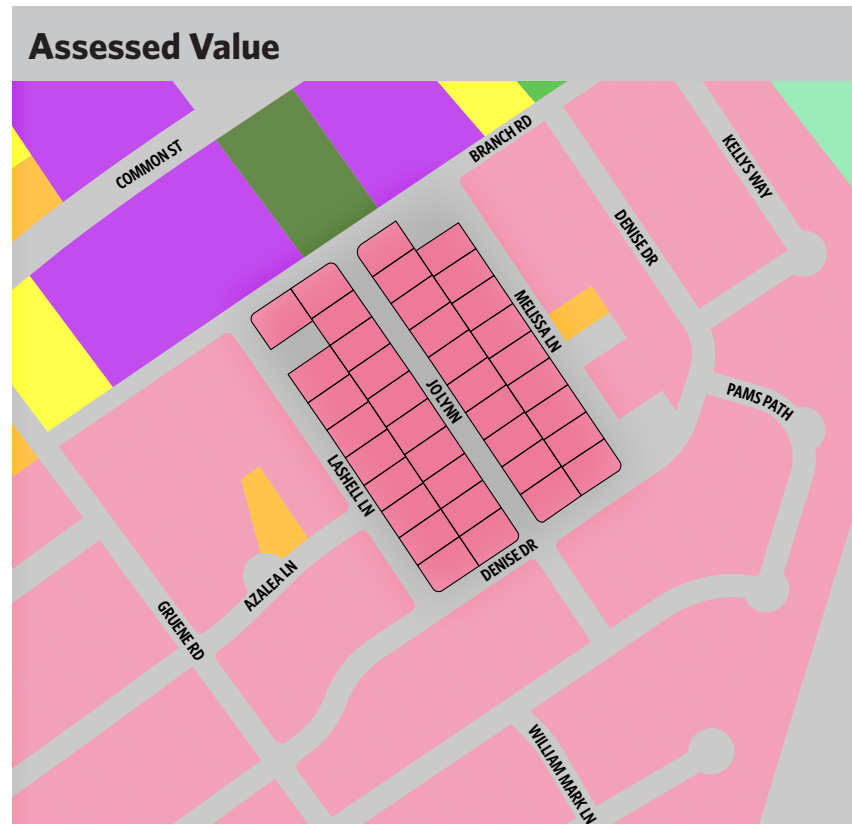 Assessed Value
COMMON ST
BRANCH RD
KELLYS WAY
DENISE DR
MELISSA LN
JO LYNN
PAMS PATH
LASHELL LN
DENISE DR
AZALEA LN
GRUENE RD
WILLIAM MARK LN